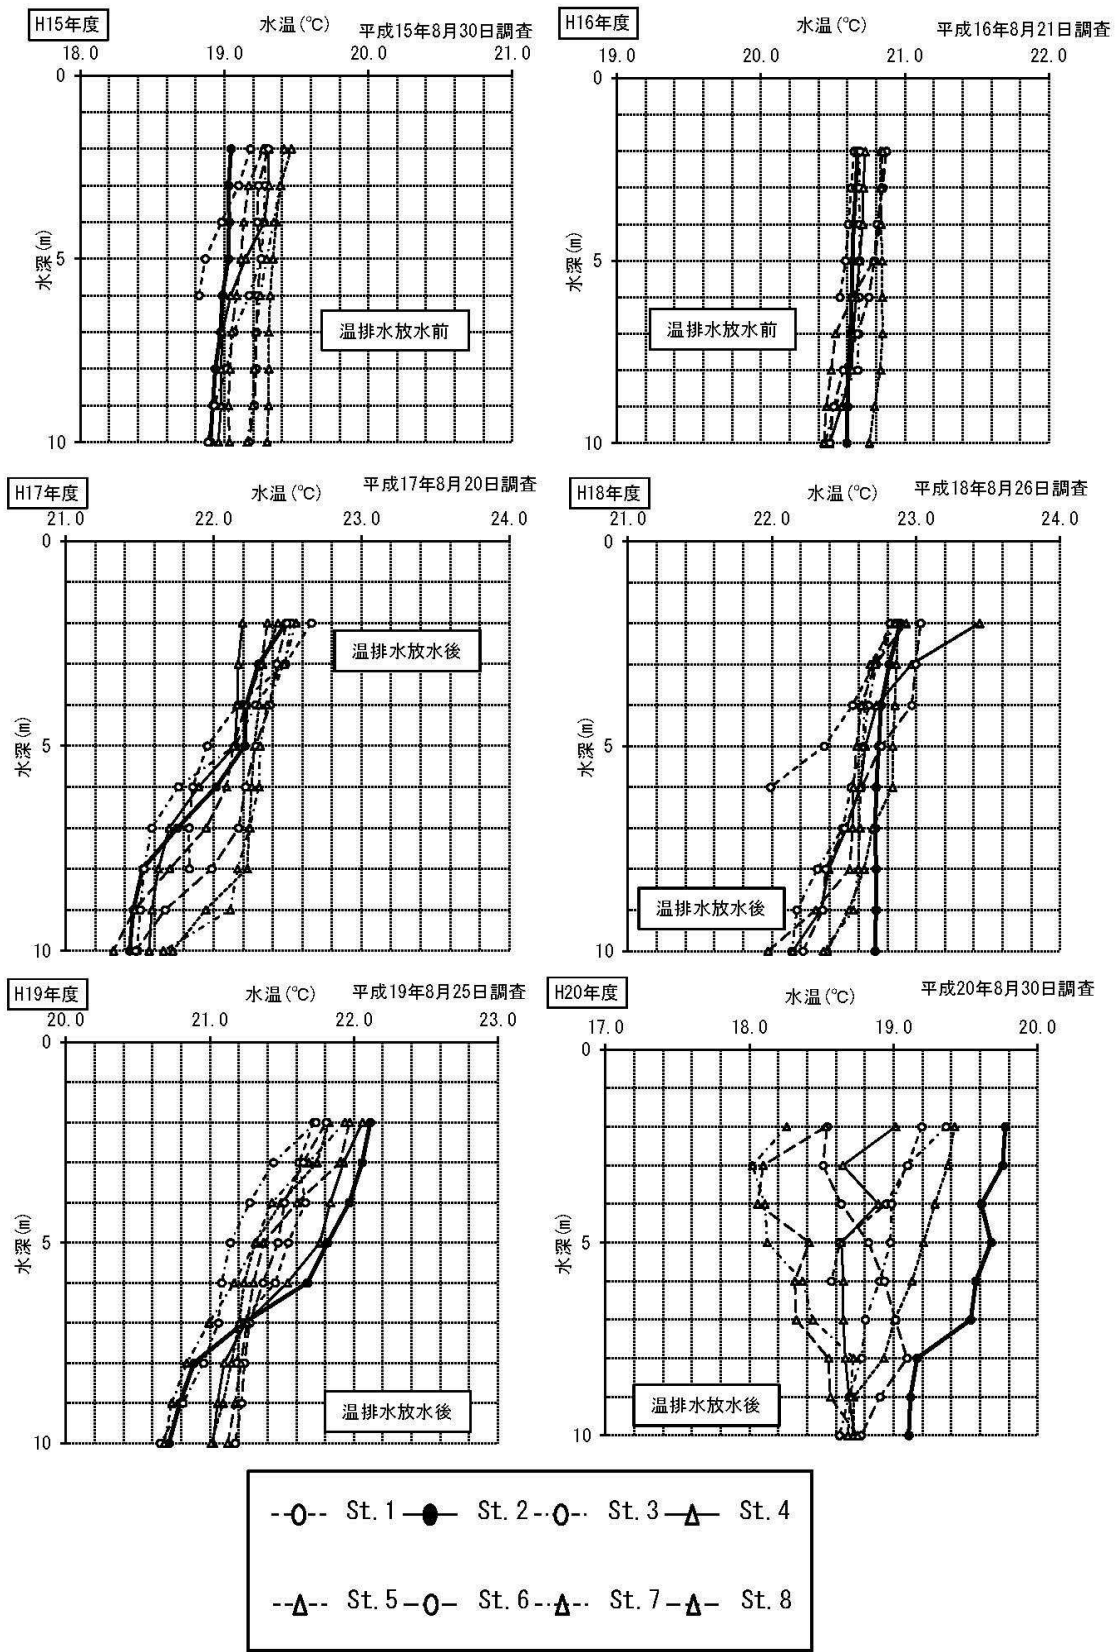 H15年度 水温(℃) 平成15年8月30日調査
18.0 19.0 20.0 21.0
0
5
10
水深(m)
温排水放水前
H16年度 水温(℃) 平成16年8月21日調査
19.0 20.0 21.0 22.0
0
5
10
水深(m)
温排水放水前
H17年度 水温(℃) 平成17年8月20日調査
21.0 22.0 23.0 24.0
0
5
10
水深(m)
温排水放水後
H18年度 水温(℃) 平成18年8月26日調査
21.0 22.0 23.0 24.0
0
5
10
水深(m)
温排水放水後
H19年度 水温(℃) 平成19年8月25日調査
20.0 21.0 22.0 23.0
0
5
10
水深(m)
温排水放水後
H20年度 水温(℃) 平成20年8月30日調査
17.0 18.0 19.0 20.0
0
5
10
水深(m)
温排水放水後
St.1 St.2 St.3 St.4
St.5 St.6 St.7 St.8